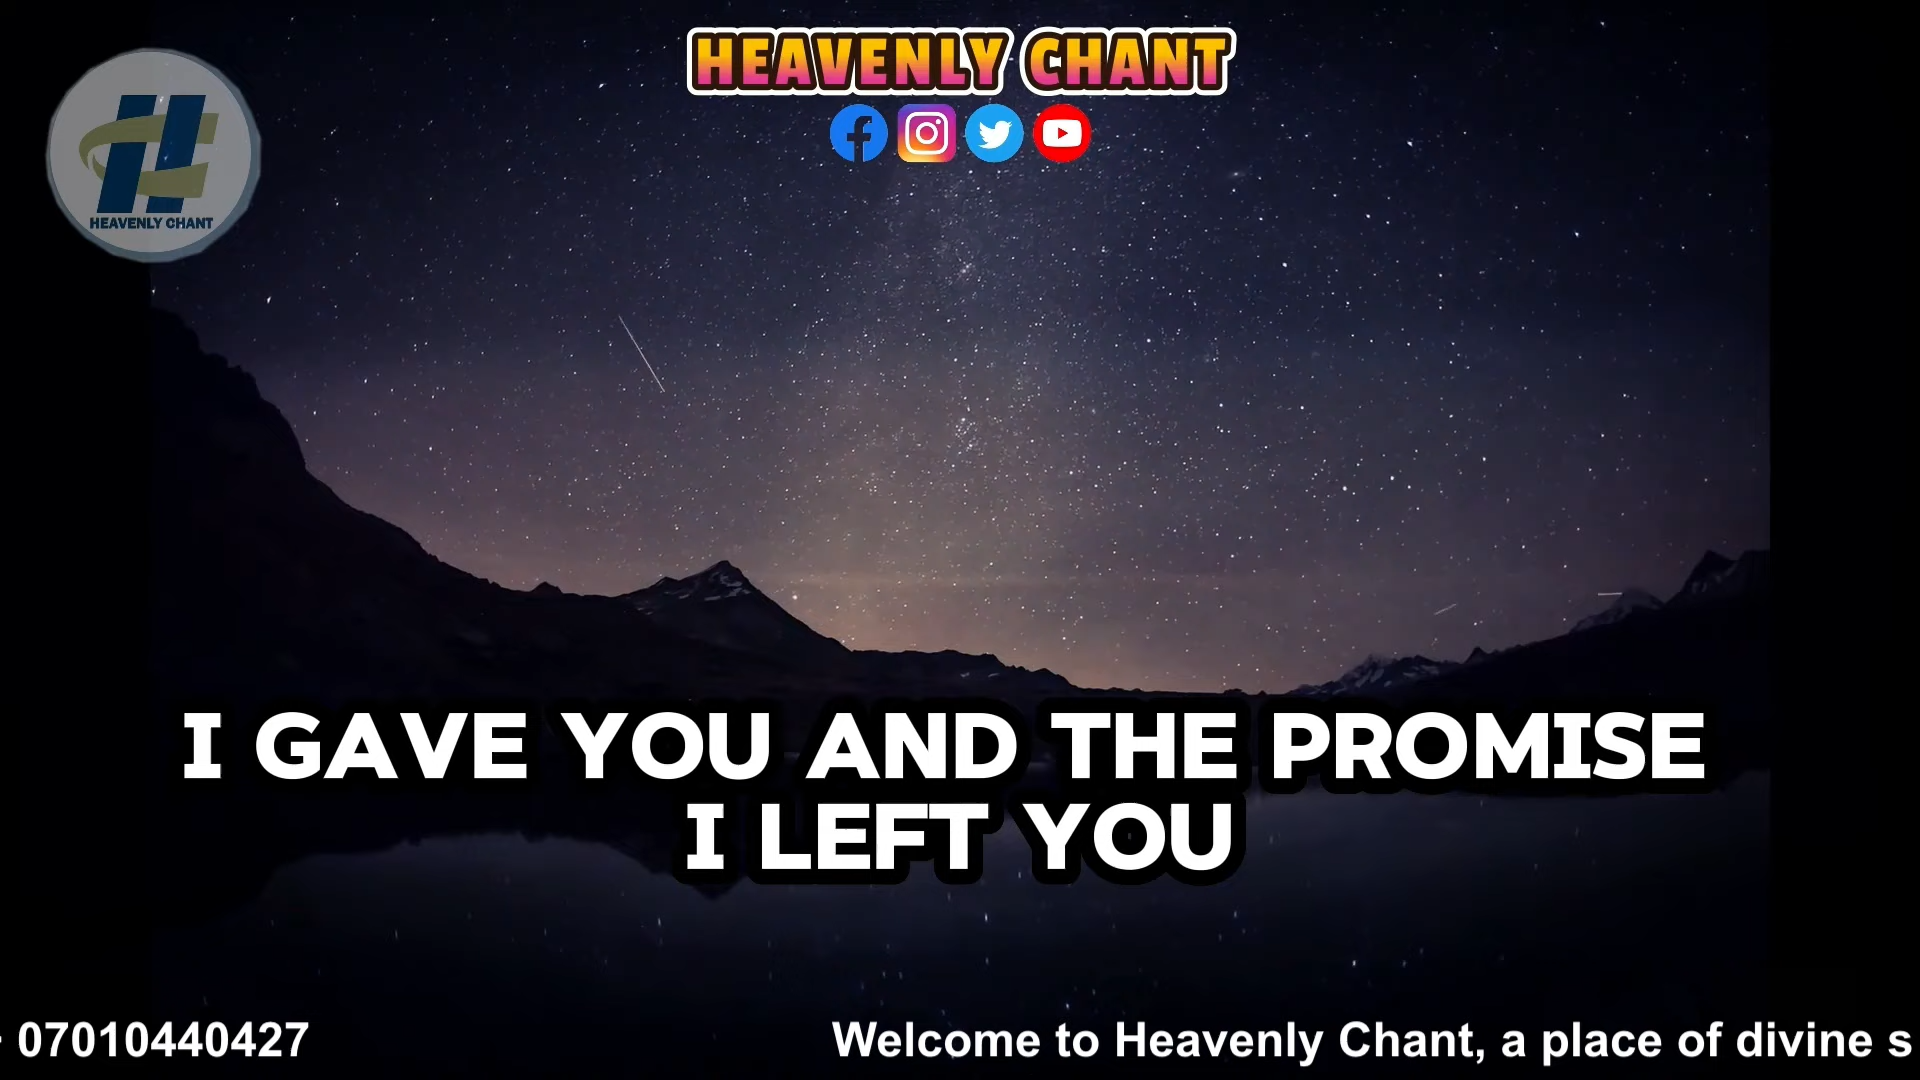 HEAVENLY CHANT
HEAVENLY CHANT
I GAVE YOU AND THE PROMISE
I LEFT YOU
07010440427
Welcome to Heavenly Chant, a place of divine s